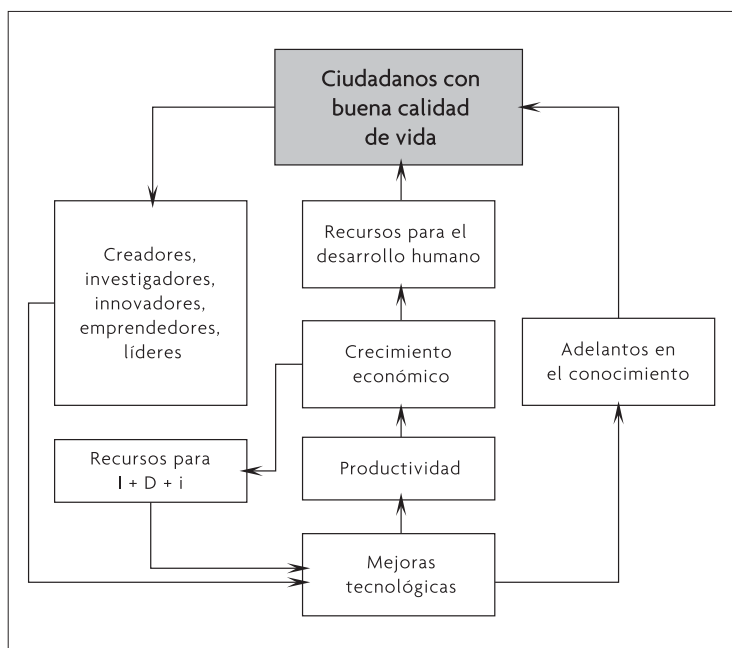 Ciudadanos con
buena calidad
de vida
Creadores,
investigadores,
innovadores,
emprendedores,
líderes
Recursos para el
desarrollo humano
Crecimiento
económico
Adelantos en
el conocimiento
Recursos para
I + D + i
Productividad
Mejoras
tecnológicas